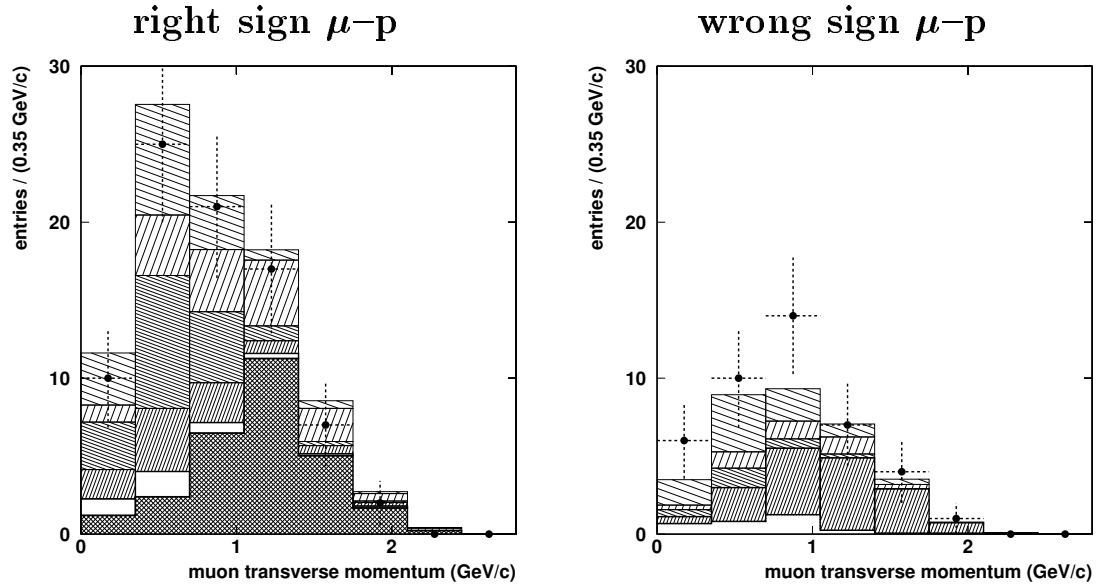 right sign μ–p
wrong sign μ–p
entries / (0.35 GeV/c)
30
20
10
0
0
1
2
muon transverse momentum (GeV/c)
entries / (0.35 GeV/c)
30
20
10
0
0
1
2
muon transverse momentum (GeV/c)